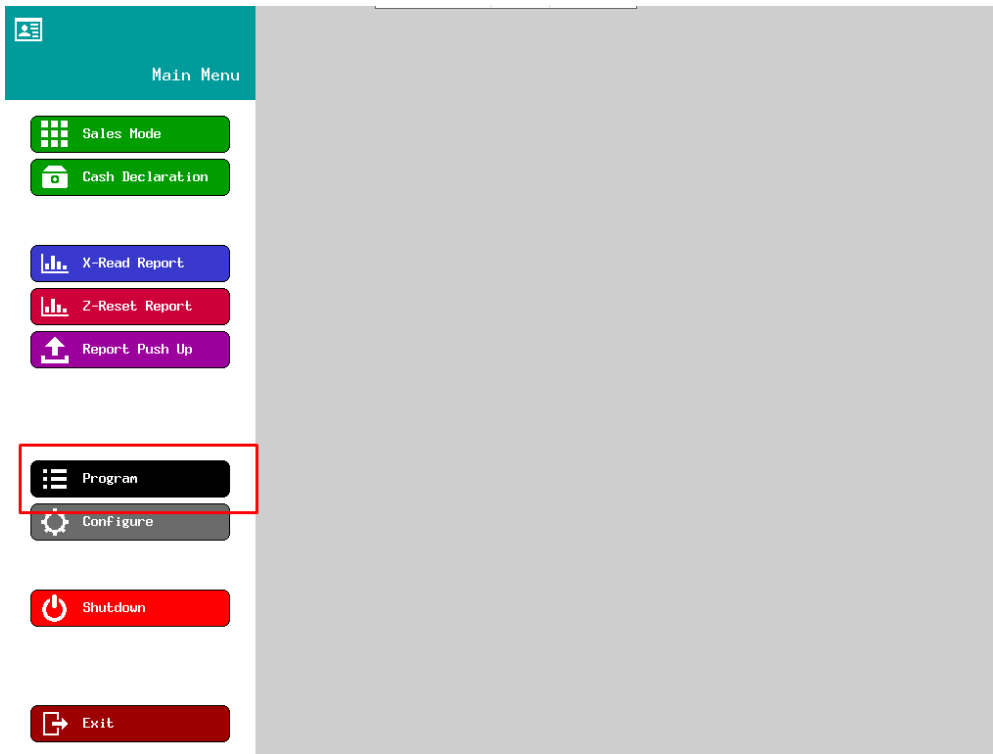 Main Menu
Sales Mode
Cash Declaration
X-Read Report
Z-Reset Report
Report Push Up
Program
Configure
Shutdown
Exit